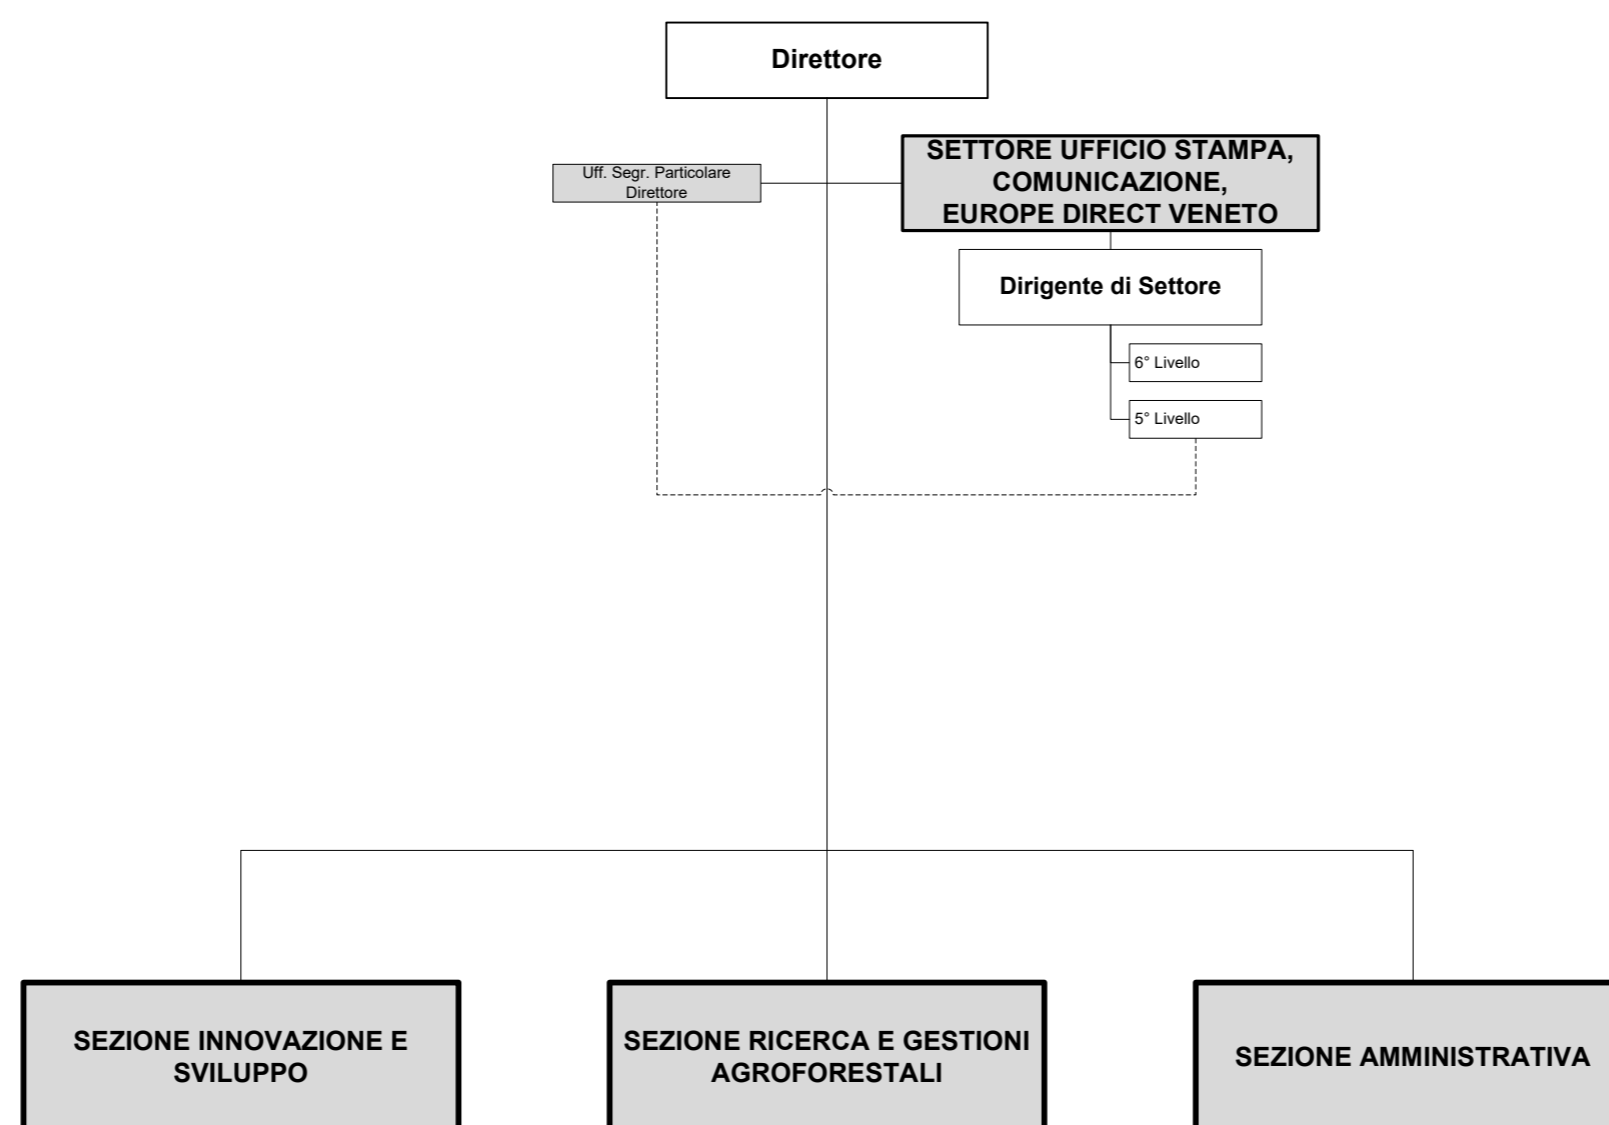 Direttore
SETTORE UFFICIO STAMPA,
COMUNICAZIONE,
EUROPE DIRECT VENETO
Uff. Segr. Particolare
Direttore
Dirigente di Settore
6° Livello
5° Livello
SEZIONE INNOVAZIONE E
SVILUPPO
SEZIONE RICERCA E GESTIONI
AGROFORESTALI
SEZIONE AMMINISTRATIVA